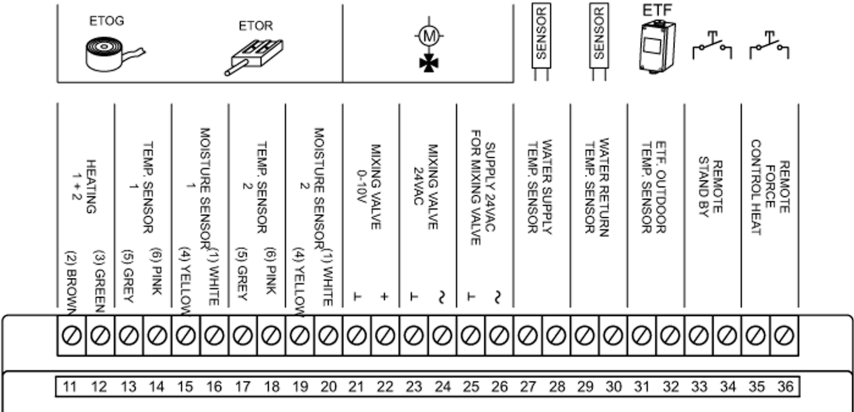 ETOG
ETOR
M
SENSOR
SENSOR
ETF
HEATING
1 + 2
TEMP. SENSOR
1
MOISTURE SENSOR
1
TEMP. SENSOR
2
MOISTURE SENSOR
2
MIXING VALVE
0-10V
MIXING VALVE
24VAC
SUPPLY 24VAC
FOR MIXING VALVE
WATER SUPPLY
TEMP. SENSOR
WATER RETURN
TEMP. SENSOR
ETF. OUTDOOR
TEMP. SENSOR
REMOTE
STAND BY
REMOTE
FORCE
CONTROL HEAT
(2) BROWN
(3) GREEN
(5) GREY
(6) PINK
(4) YELLOW
(1) WHITE
(5) GREY
(6) PINK
(4) YELLOW
(1) WHITE
⊥ + ⊥ ~ ⊥ ~
11 12 13 14 15 16 17 18 19 20 21 22 23 24 25 26 27 28 29 30 31 32 33 34 35 36